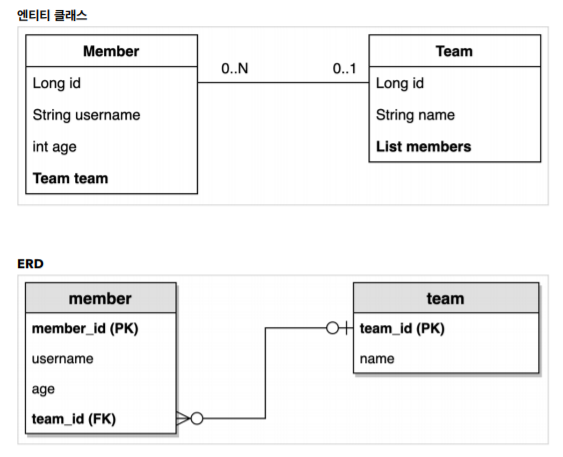 엔티티 클래스
Member
Long id
String username
int age
Team team
0..N
0..1
Team
Long id
String name
List members
ERD
member
member_id (PK)
username
age
team_id (FK)
team
team_id (PK)
name